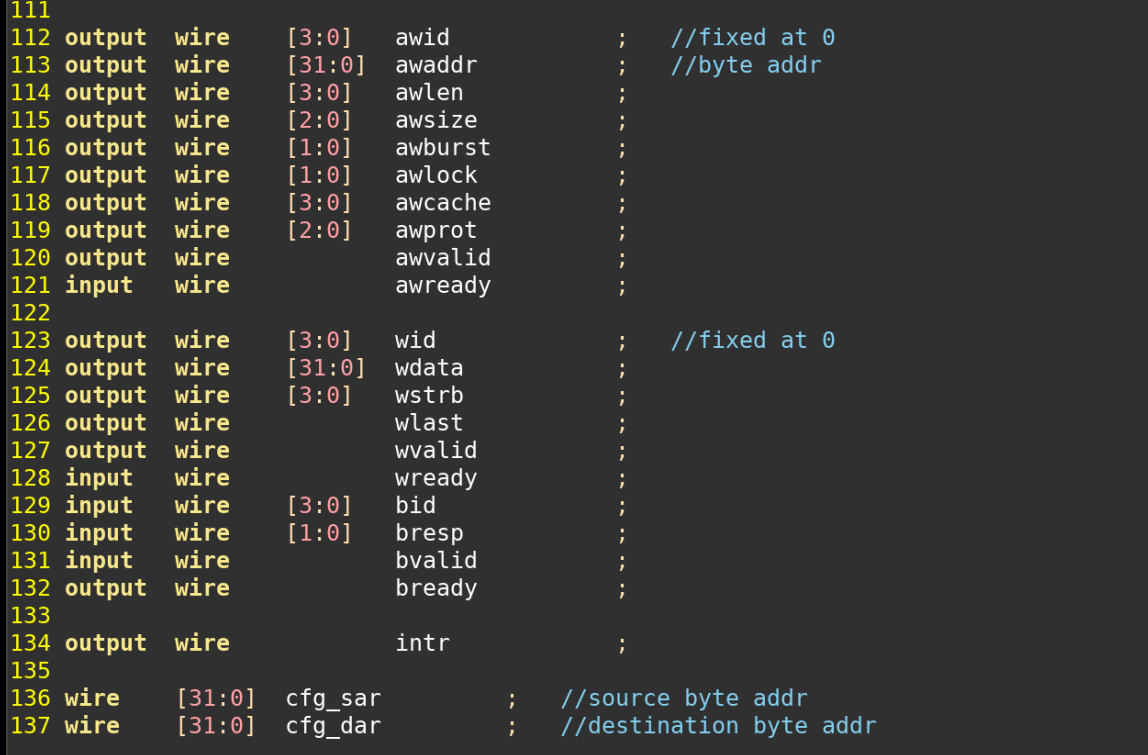 111
112 output  wire    [3:0]   awid            ;   //fixed at 0
113 output  wire    [31:0]  awaddr          ;   //byte addr
114 output  wire    [3:0]   awlen           ;
115 output  wire    [2:0]   awsize          ;
116 output  wire    [1:0]   awburst         ;
117 output  wire    [1:0]   awlock          ;
118 output  wire    [3:0]   awcache         ;
119 output  wire    [2:0]   awprot          ;
120 output  wire            awvalid         ;
121 input   wire            awready         ;
122
123 output  wire    [3:0]   wid             ;   //fixed at 0
124 output  wire    [31:0]  wdata           ;
125 output  wire    [3:0]   wstrb           ;
126 output  wire            wlast           ;
127 output  wire            wvalid          ;
128 input   wire            wready          ;
129 input   wire    [3:0]   bid             ;
130 input   wire    [1:0]   bresp           ;
131 input   wire            bvalid          ;
132 output  wire            bready          ;
133
134 output  wire            intr            ;
135
136 wire    [31:0]  cfg_sar         ;   //source byte addr
137 wire    [31:0]  cfg_dar         ;   //destination byte addr